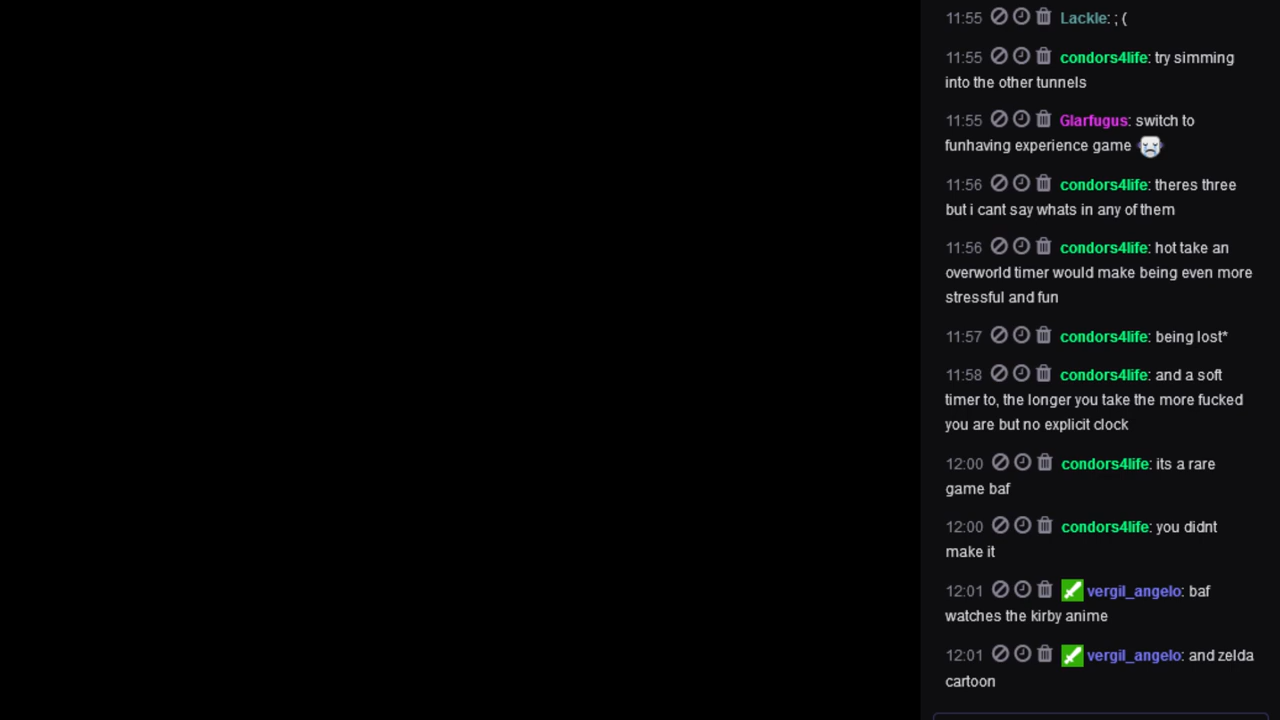 11:55 Lackle: ; (
11:55 condors4life: try simming
into the other tunnels
11:55 Glarfugus: switch to
funhaving experience game
11:56 condors4life: theres three
but i cant say whats in any of them
11:56 condors4life: hot take an
overworld timer would make being even more
stressful and fun
11:57 condors4life: being lost*
11:58 condors4life: and a soft
timer to, the longer you take the more fucked
you are but no explicit clock
12:00 condors4life: its a rare
game baf
12:00 condors4life: you didnt
make it
12:01 vergil_angelo: baf
watches the kirby anime
12:01 vergil_angelo: and zelda
cartoon